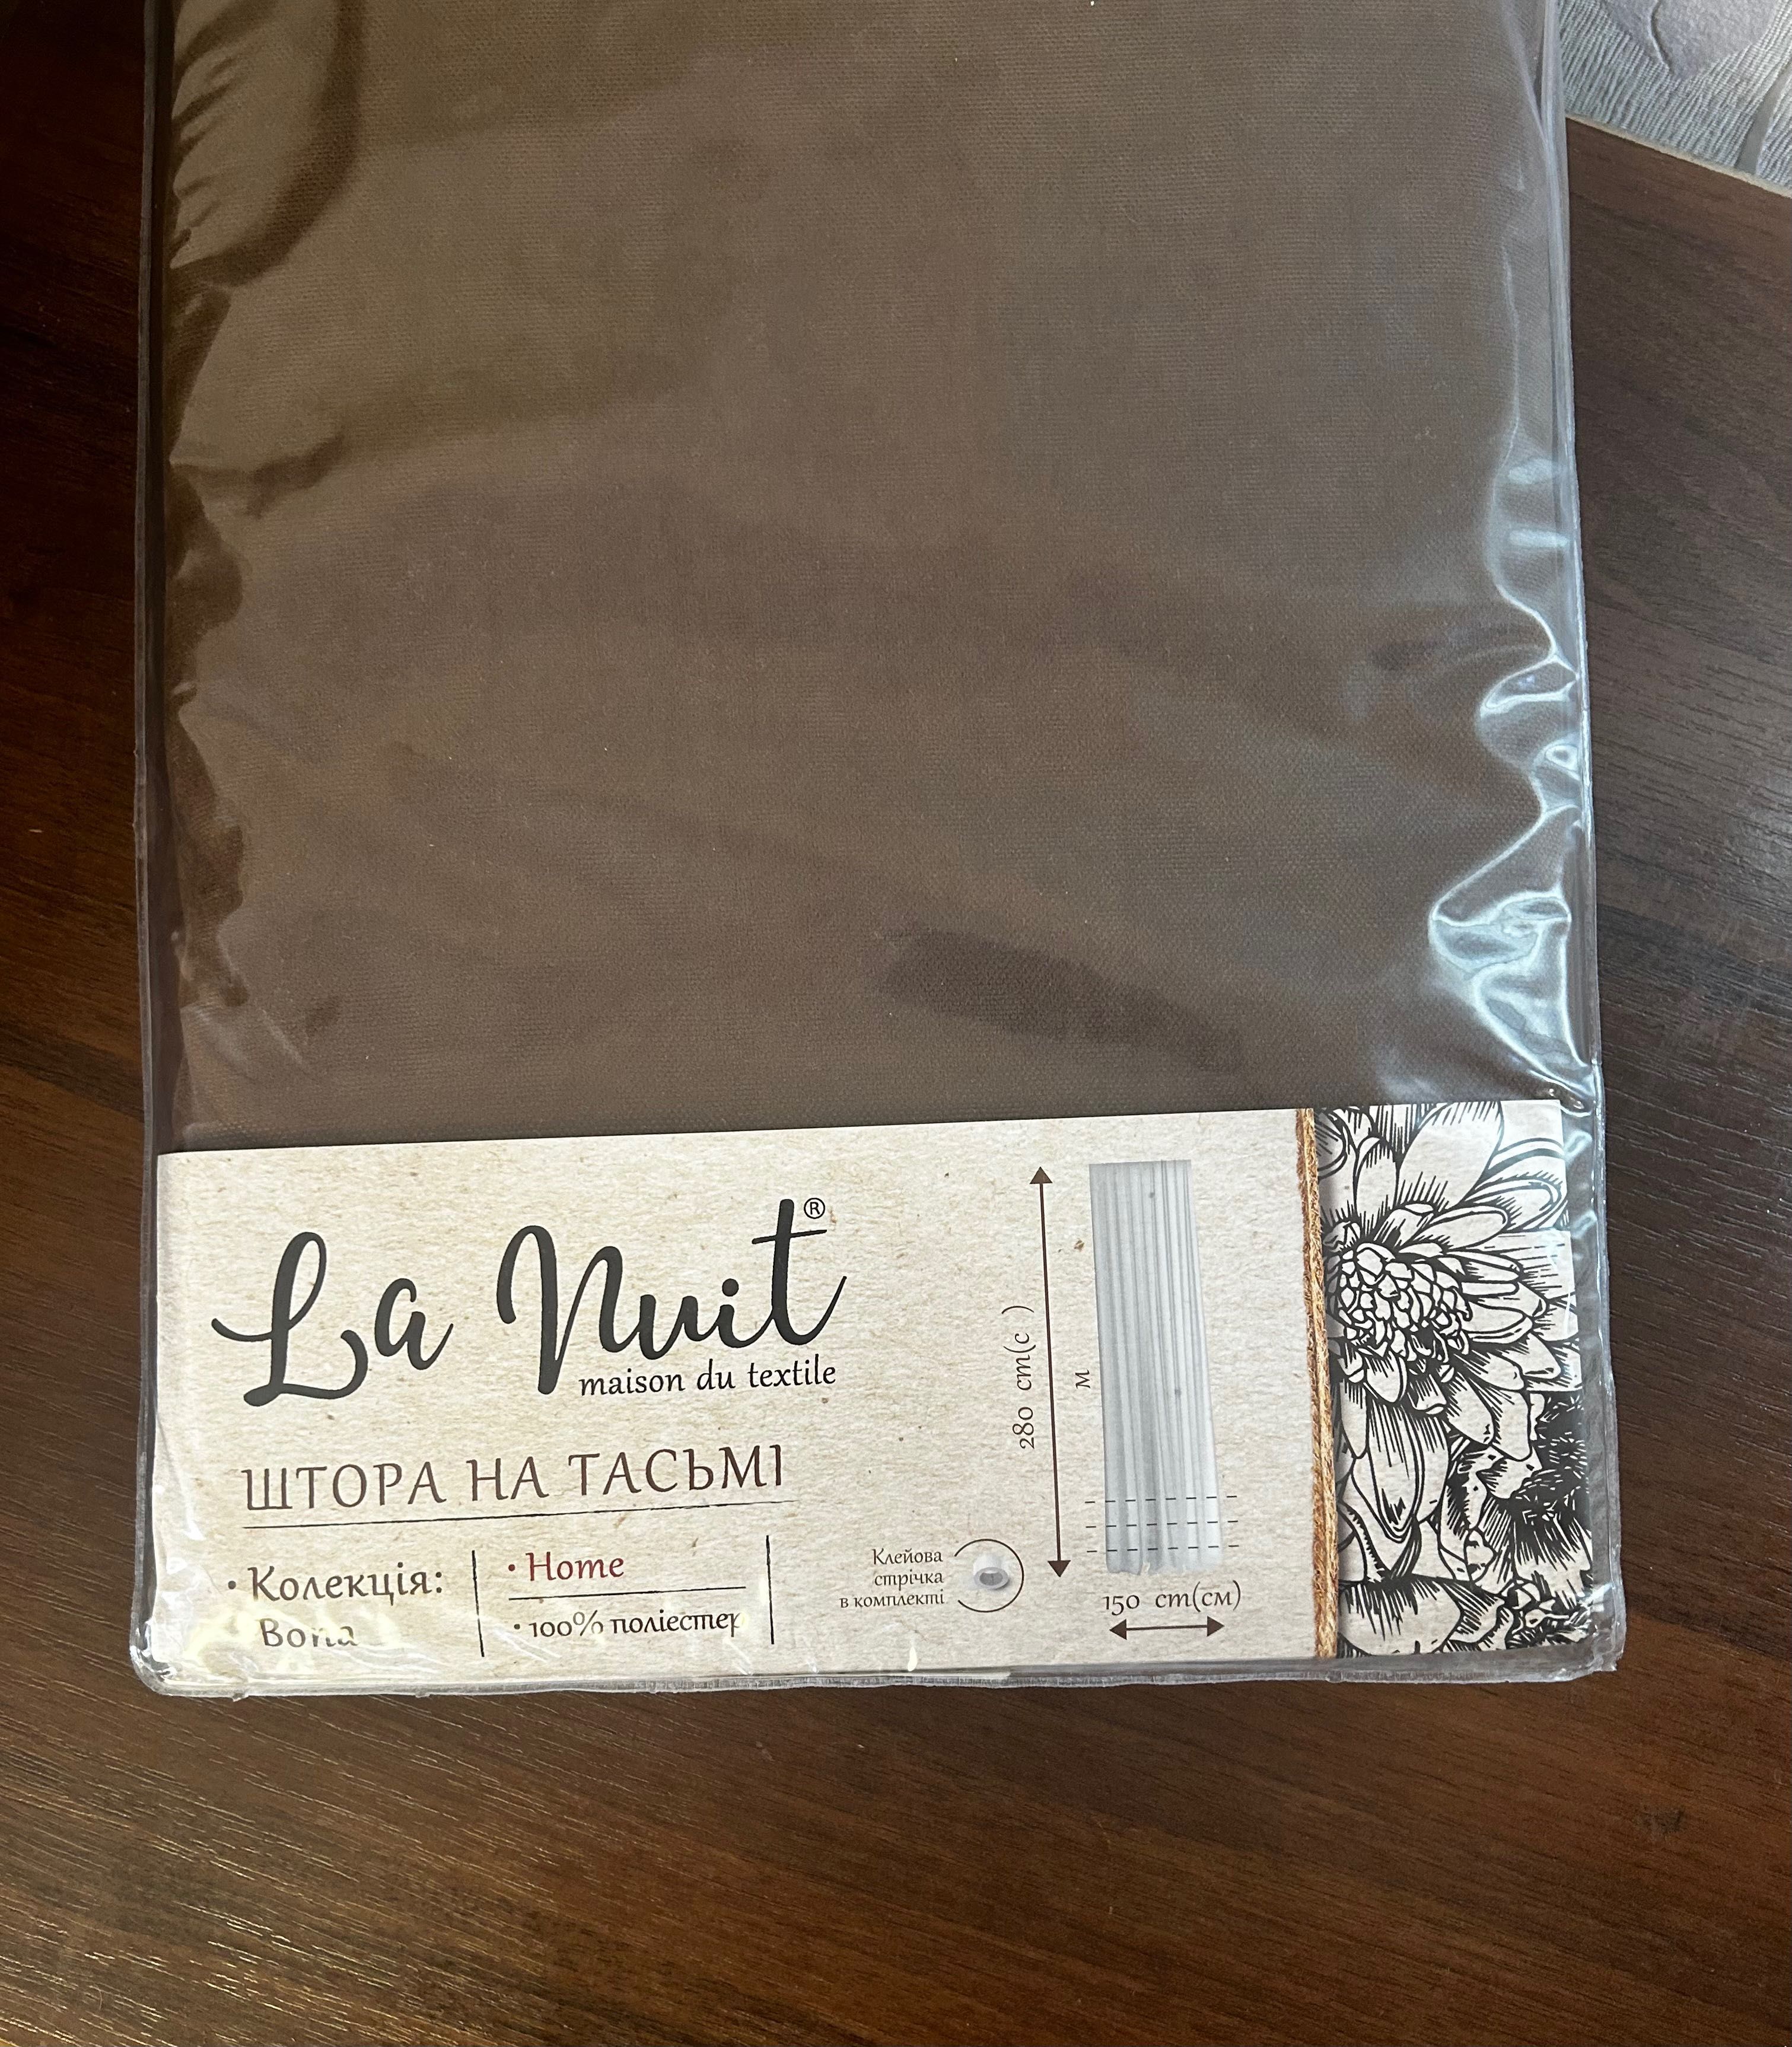 La Nuit®
maison du textile
ШТОРА НА ТАСЬМІ
• Колекція:
Bona
• Home
• 100% поліестер
Клейова
стрічка
в комплекті
280 cm(с )
м
150 cm(см)